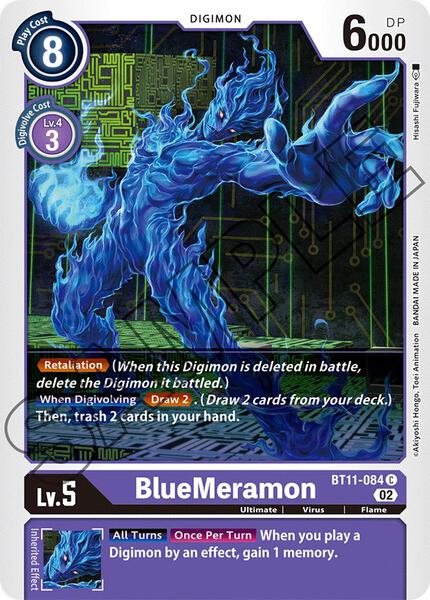 DIGIMON
Play Cost
8
6000 DP
Digivolve Cost
Lv.4
3
Hisashi Fujiwara
©Akiyoshi Hongo, Toei Animation BANDAI MADE IN JAPAN
SAMPLE
Retaliation (When this Digimon is deleted in battle,
delete the Digimon it battled.)
When Digivolving Draw 2. (Draw 2 cards from your deck.)
Then, trash 2 cards in your hand.
Lv.5
BlueMeramon
BT11-084 C
02
Ultimate | Virus | Flame
Inherited Effect
All Turns Once Per Turn When you play a
Digimon by an effect, gain 1 memory.